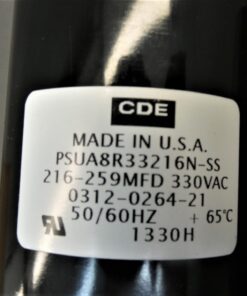 CDE
MADE IN U.S.A.
PSUA8R33216N-SS
216-259MFD 330VAC
0312-0264-21
50/60HZ +65℃
1330H